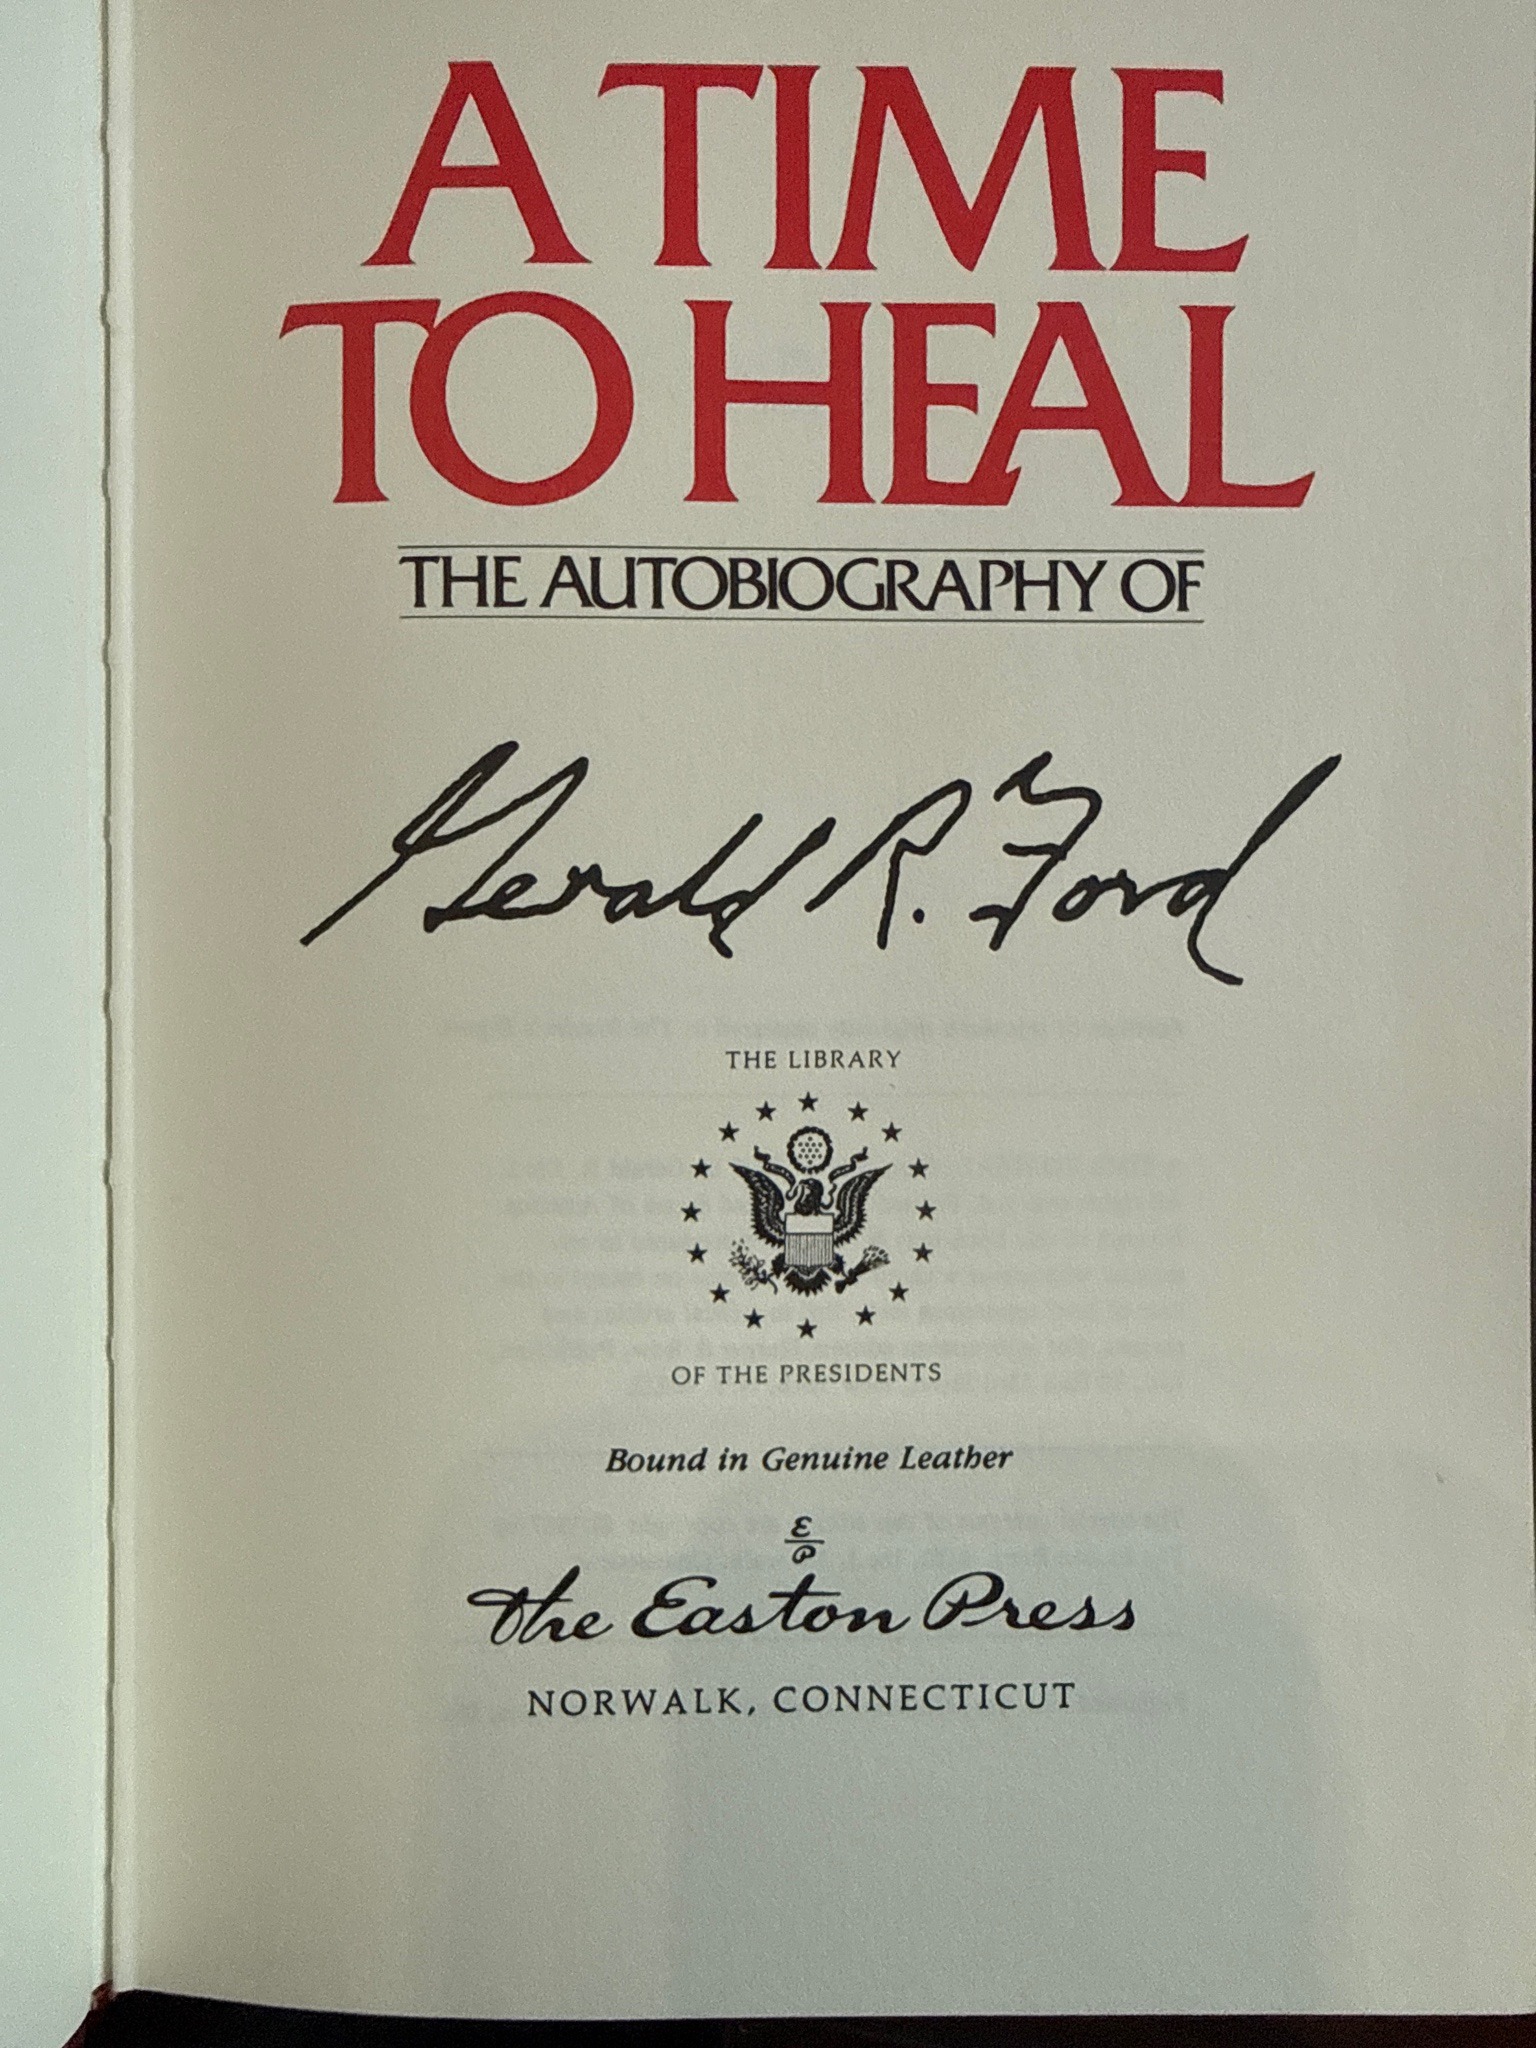 A TIME
TO HEAL
THE AUTOBIOGRAPHY OF
Gerald R. Ford
THE LIBRARY
OF THE PRESIDENTS
Bound in Genuine Leather
E
P
The Easton Press
NORWALK, CONNECTICUT